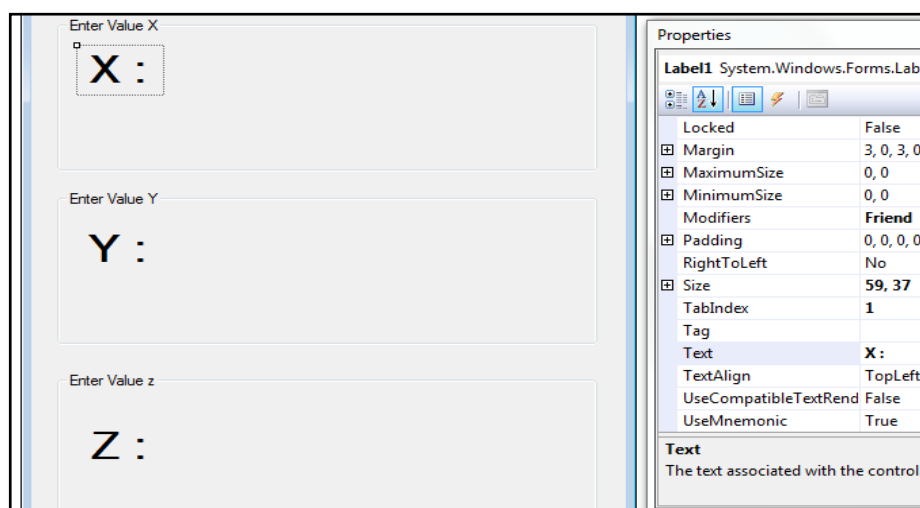 Enter Value X
X :
Enter Value Y
Y :
Enter Value z
Z :
Properties
Label1 System.Windows.Forms.Lab
Locked False
Margin 3, 0, 3, 0
MaximumSize 0, 0
MinimumSize 0, 0
Modifiers Friend
Padding 0, 0, 0, 0
RightToLeft No
Size 59, 37
TabIndex 1
Tag
Text X :
TextAlign TopLeft
UseCompatibleTextRend False
UseMnemonic True
Text
The text associated with the control